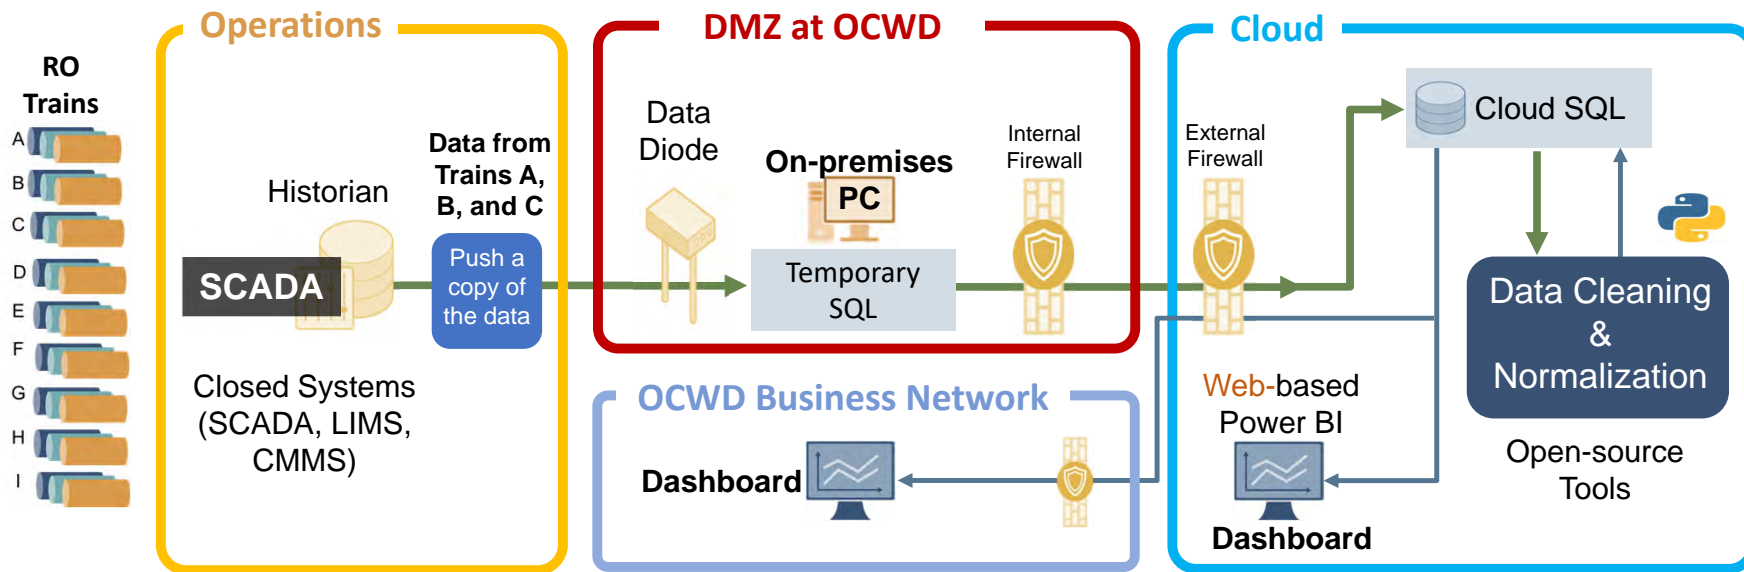 Operations
DMZ at OCWD
Cloud
RO
Trains
A
B
C
D
E
F
G
H
I
Historian
SCADA
Data from
Trains A,
B, and C
Push a
copy of
the data
Closed Systems
(SCADA, LIMS,
CMMS)
Data
Diode
On-premises
PC
Temporary
SQL
Internal
Firewall
External
Firewall
Cloud SQL
Data Cleaning
&
Normalization
Open-source
Tools
OCWD Business Network
Dashboard
Web-based
Power BI
Dashboard